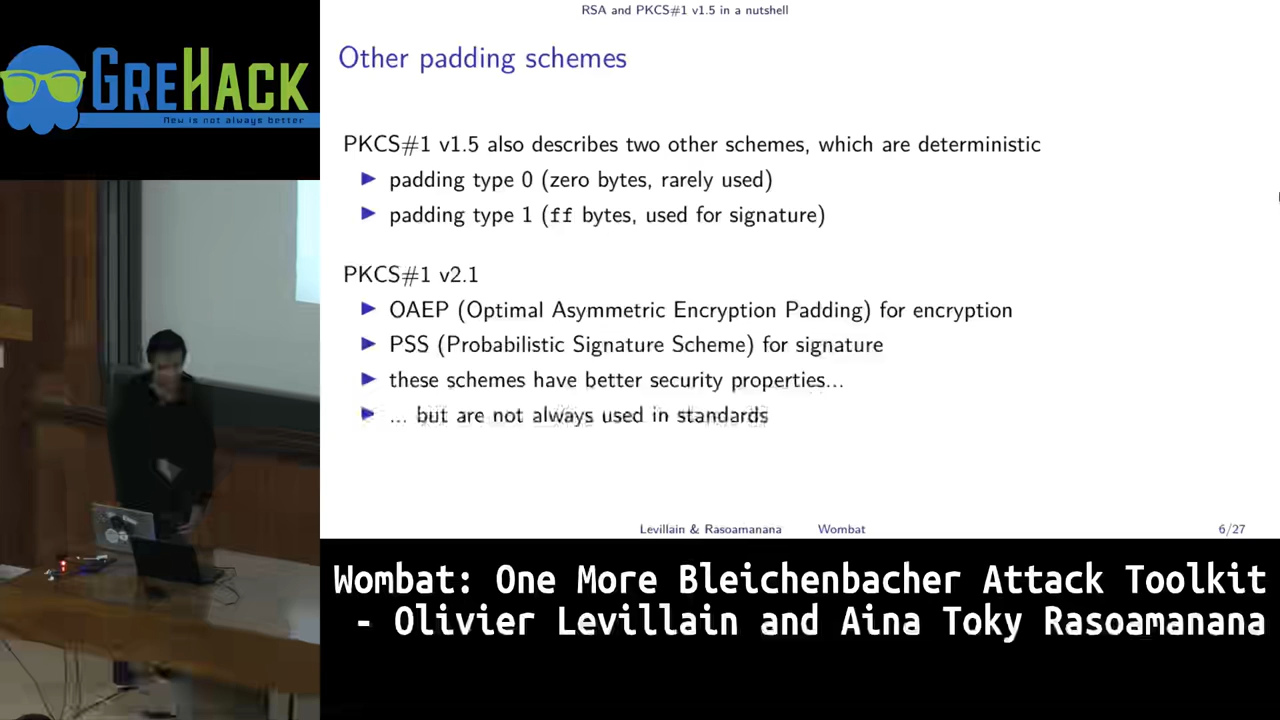 RSA and PKCS#1 v1.5 in a nutshell
GREHACK
New is not always better
Other padding schemes
PKCS#1 v1.5 also describes two other schemes, which are deterministic
padding type 0 (zero bytes, rarely used)
padding type 1 (ff bytes, used for signature)
PKCS#1 v2.1
OAEP (Optimal Asymmetric Encryption Padding) for encryption
PSS (Probabilistic Signature Scheme) for signature
these schemes have better security properties...
... but are not always used in standards
Levillain & Rasoamanana Wombat 6/27
Wombat: One More Bleichenbacher Attack Toolkit
- Olivier Levillain and Aina Toky Rasoamanana